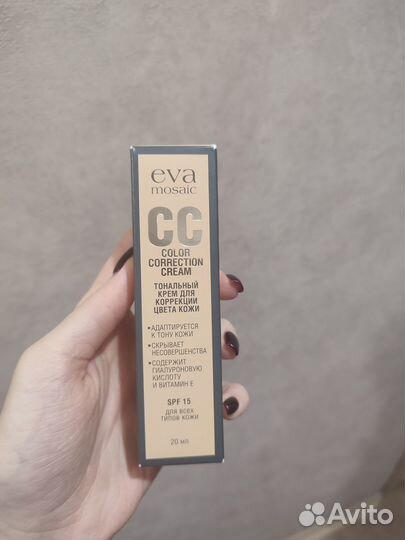 eva
mosaic
CC
COLOR
CORRECTION
CREAM
ТОНАЛЬНЫЙ
КРЕМ ДЛЯ
КОРРЕКЦИИ
ЦВЕТА КОЖИ
•АДАПТИРУЕТСЯ
К ТОНУ КОЖИ
•СКРЫВАЕТ
НЕСОВЕРШЕНСТВА
•СОДЕРЖИТ
ГИАЛУРОНОВУЮ
КИСЛОТУ
И ВИТАМИН Е
SPF 15
ДЛЯ ВСЕХ
ТИПОВ КОЖИ
20 мл
Avito